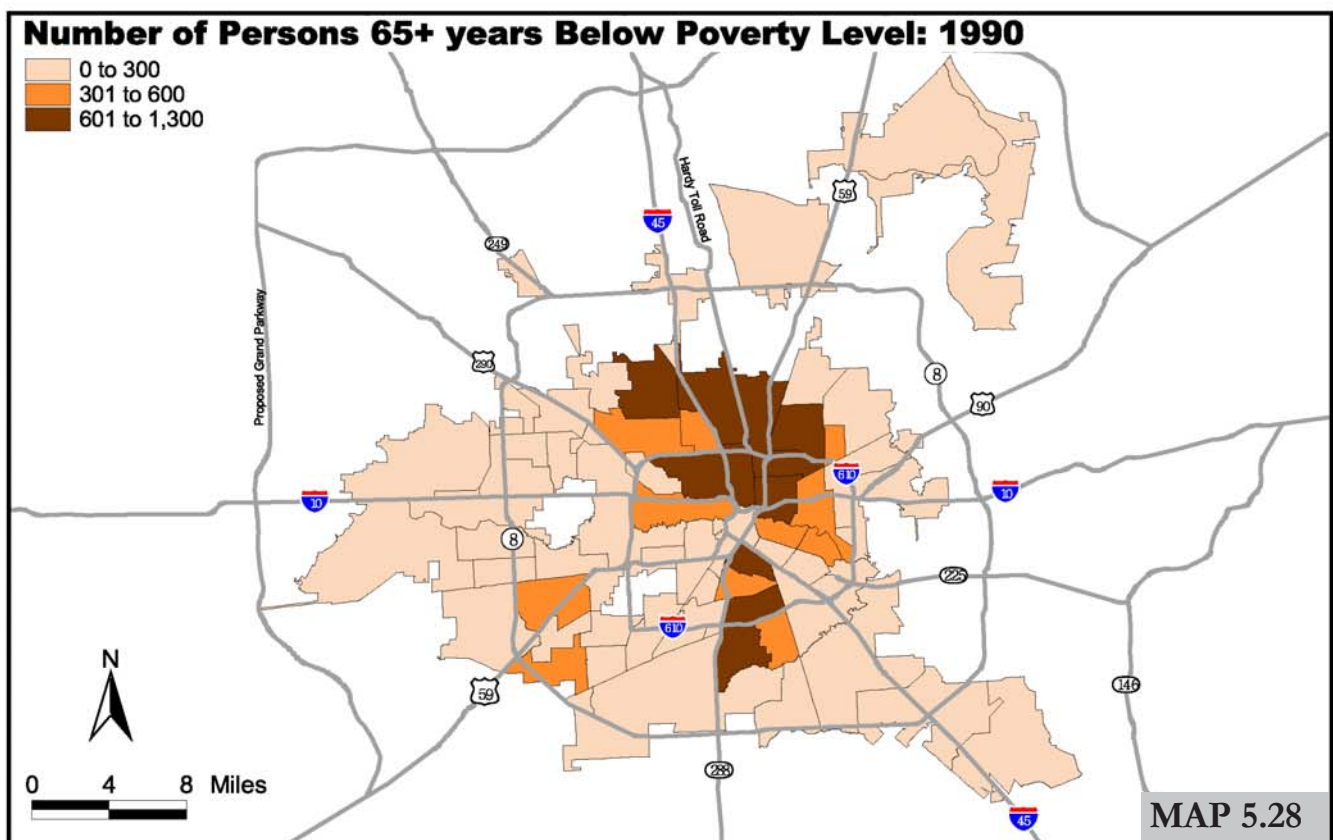 Number of Persons 65+ years Below Poverty Level: 1990
0 to 300
301 to 600
601 to 1,300
Hardy Toll Road
59
45
249
Proposed Grand Parkway
290
8
90
610
10
10
8
225
610
N
59
146
0 4 8 Miles
288
45
MAP 5.28